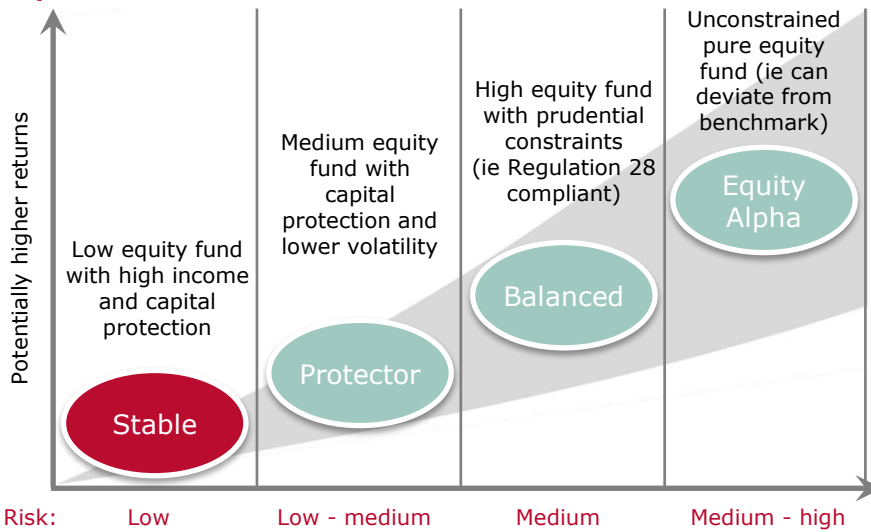 Potentially higher returns
Low equity fund
with high income
and capital
protection
Stable
Medium equity
fund with
capital
protection and
lower volatility
Protector
High equity fund
with prudential
constraints
(ie Regulation 28
compliant)
Balanced
Unconstrained
pure equity
fund (ie can
deviate from
benchmark)
Equity
Alpha
Risk: Low Low - medium Medium Medium - high